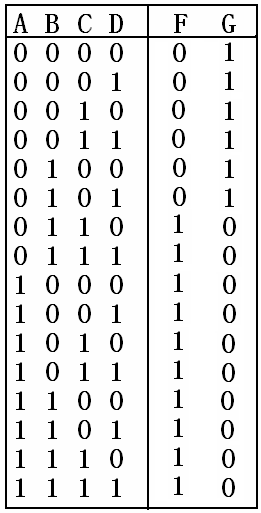 A B C D F G
0 0 0 0 0 1
0 0 0 1 0 1
0 0 1 0 0 1
0 0 1 1 0 1
0 1 0 0 0 1
0 1 0 1 0 1
0 1 1 0 1 0
0 1 1 1 1 0
1 0 0 0 1 0
1 0 0 1 1 0
1 0 1 0 1 0
1 0 1 1 1 0
1 1 0 0 1 0
1 1 0 1 1 0
1 1 1 0 1 0
1 1 1 1 1 0